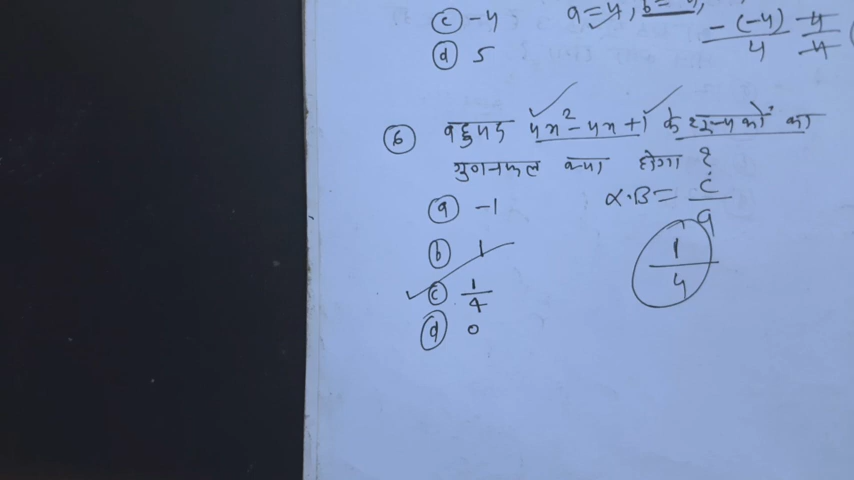 (c) -4
a=4, b=-4,
-(-4)/4 4/4
(d) 5
(6) बहुपद 4x²-4x+1 के शून्यकों का
गुणनफल क्या होगा ?
(a) -1
α.β = c/a
(b) 1
1/4
(c) 1/4
(d) 0